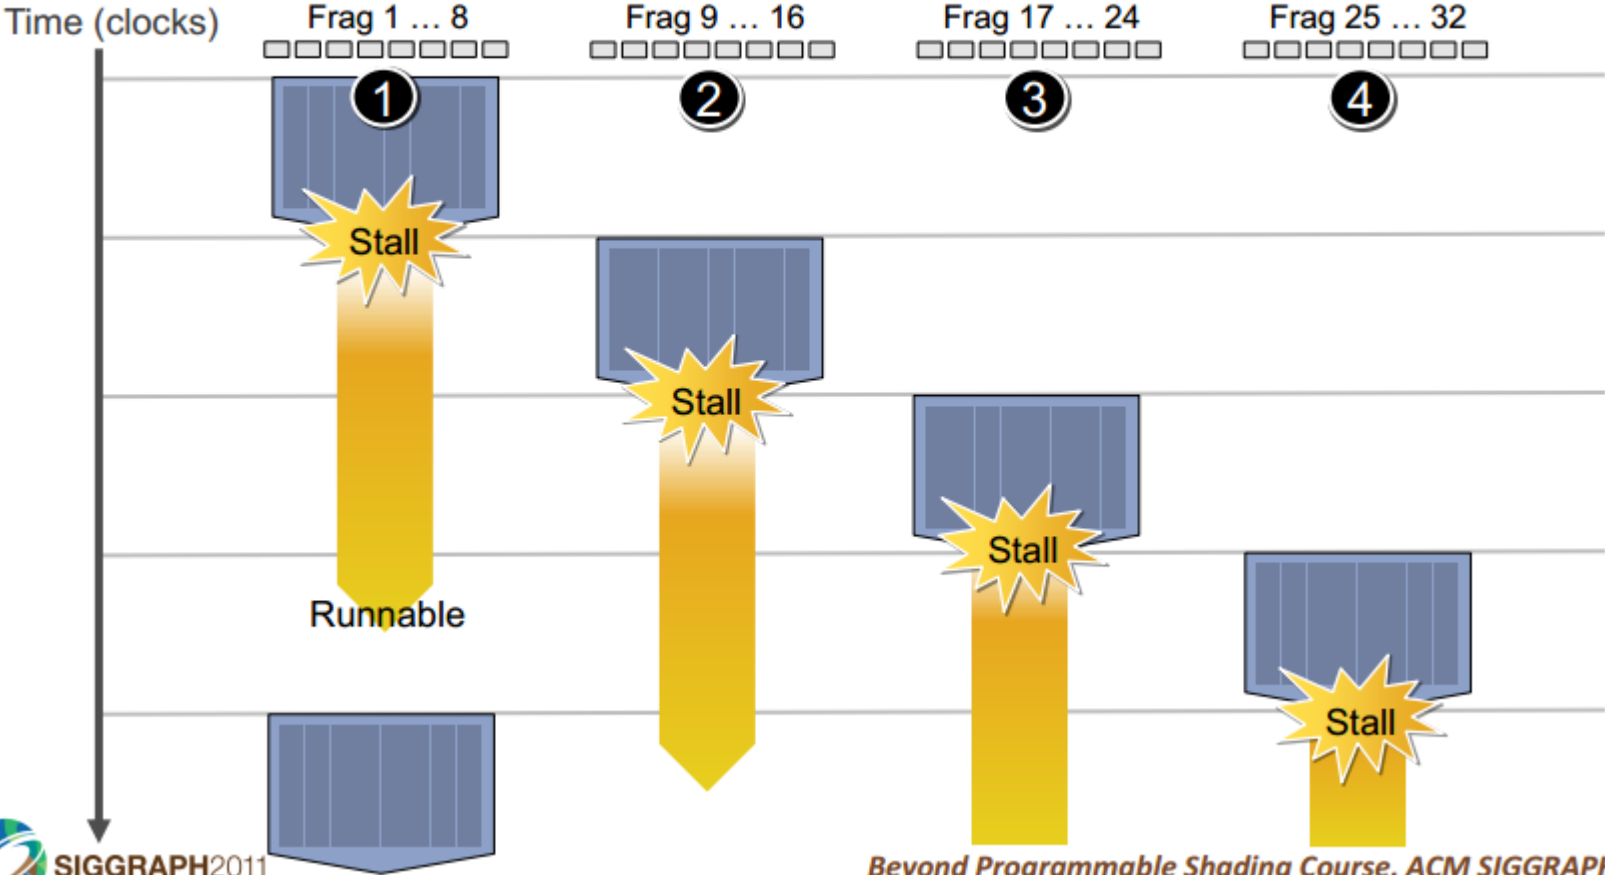 Time (clocks)
Frag 1 … 8
Frag 9 … 16
Frag 17 … 24
Frag 25 … 32
1
2
3
4
Stall
Stall
Stall
Stall
Runnable
SIGGRAPH2011
Beyond Programmable Shading Course, ACM SIGGRAPH